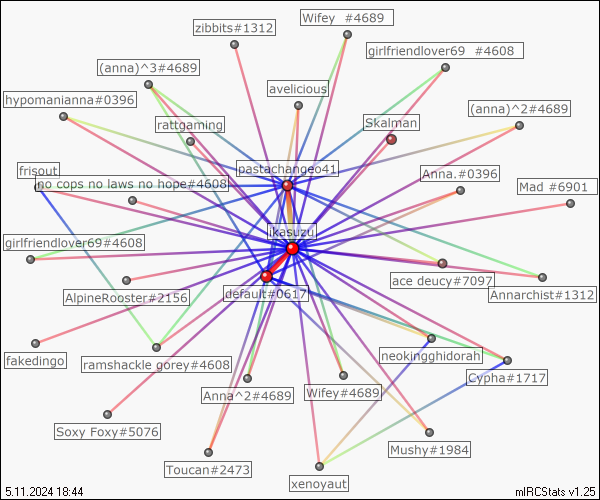 Wifey  #4689
zibbits#1312
girlfriendlover69  #4608
(anna)^3#4689
avelicious
hypomanianna#0396
(anna)^2#4689
rattgaming
Skalman
frisout
pastachangeo41
no cops no laws no hope#4608
Anna.#0396
Mad #6901
jkasuzu
girlfriendlover69#4608
ace deucy#7097
default#0617
Annarchist#1312
AlpineRooster#2156
fakedingo
ramshackle gorey#4608
neokingghidorah
Cypha#1717
Anna^2#4689
Wifey#4689
Soxy Foxy#5076
Mushy#1984
Toucan#2473
xenoyaut
5.11.2024 18:44
mIRCStats v1.25